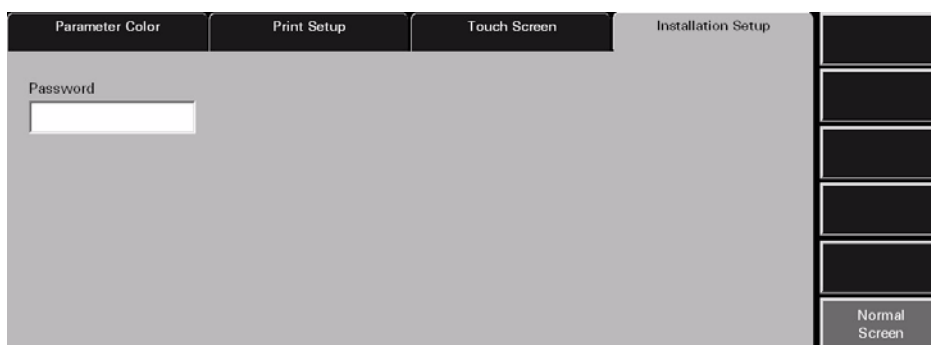 Parameter Color
Print Setup
Touch Screen
Installation Setup
Password
Normal
Screen